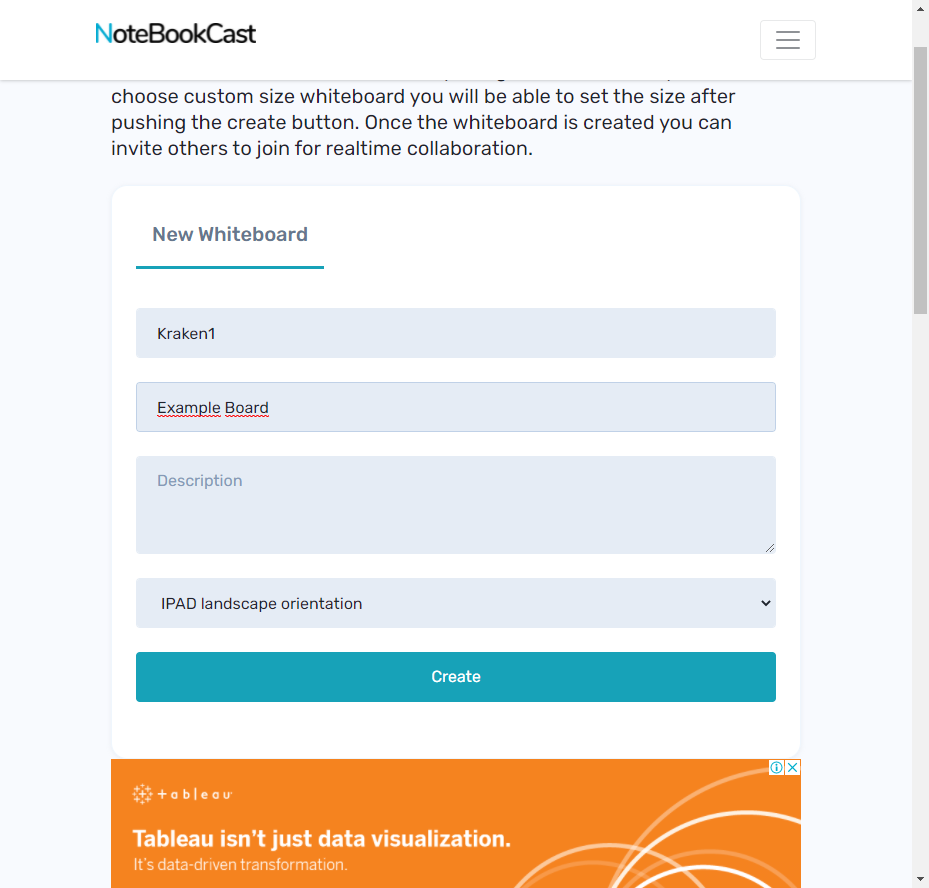 NoteBookCast
choose custom size whiteboard you will be able to set the size after
pushing the create button. Once the whiteboard is created you can
invite others to join for realtime collaboration.
New Whiteboard
Kraken1
Example Board
Description
IPAD landscape orientation
Create
+ableau
Tableau isn't just data visualization.
It's data-driven transformation.